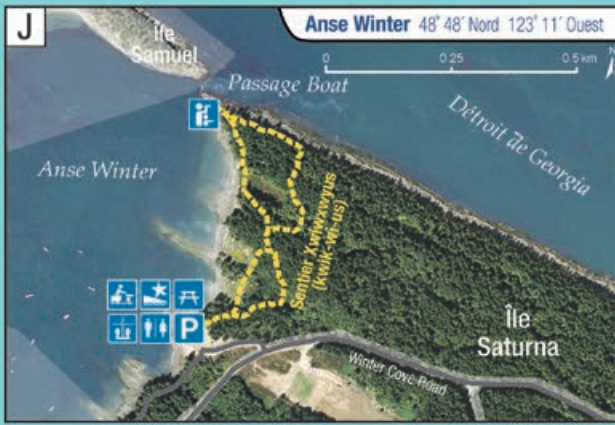 J
Anse Winter 48° 48' Nord 123° 11' Ouest
0 0.25 0.5 km
N
Île
Samuel
Passage Boat
Détroit de Georgia
Anse Winter
Sentier Xwiwxwyus
(kwik-wi-us)
P
Île
Saturna
Winter Cove Road